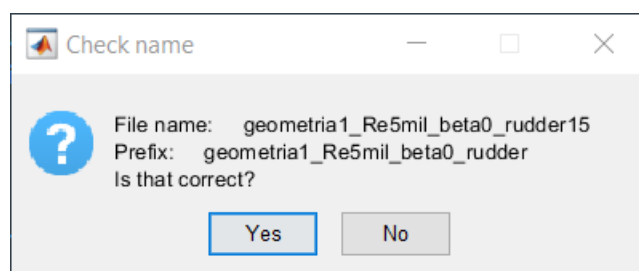 Check name
File name: geometria1_Re5mil_beta0_rudder15
Prefix: geometria1_Re5mil_beta0_rudder
Is that correct?
Yes No